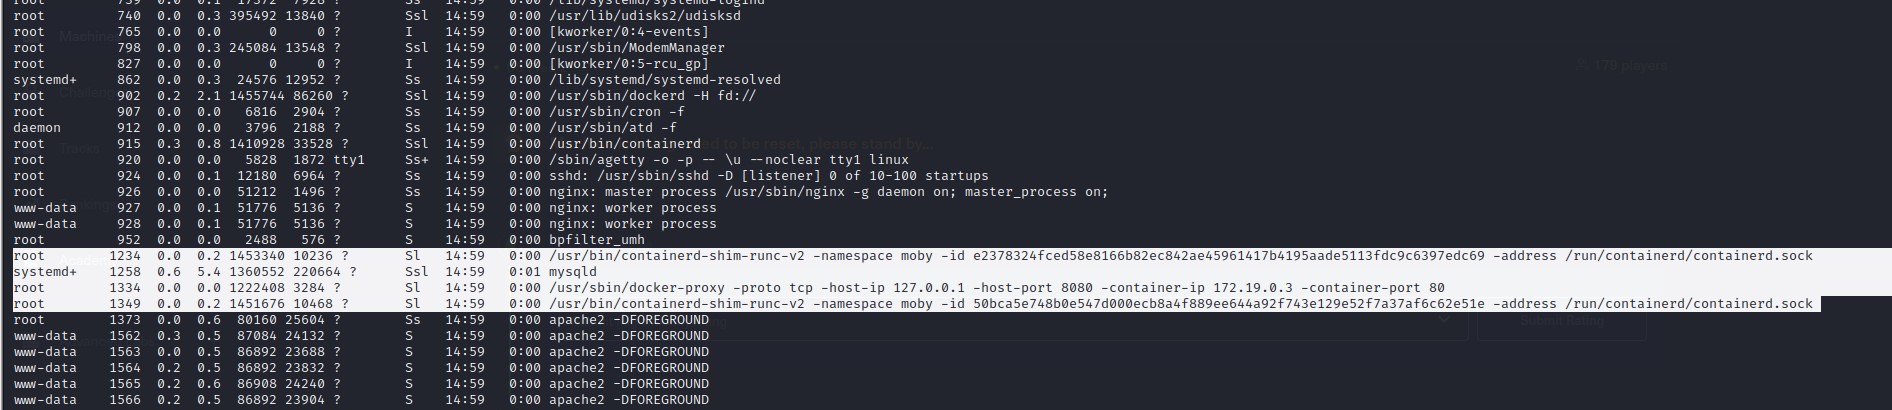 root 739 0.0 0.1 17372 7928 ? Ss 14:59 0:00 /lib/systemd/systemd-logind
root 740 0.0 0.3 395492 13840 ? Ssl 14:59 0:00 /usr/lib/udisks2/udisksd
root 765 0.0 0.0 0 0 ? I 14:59 0:00 [kworker/0:4-events]
root 798 0.0 0.3 245084 13548 ? Ssl 14:59 0:00 /usr/sbin/ModemManager
root 827 0.0 0.0 0 0 ? I 14:59 0:00 [kworker/0:5-rcu_gp]
systemd+ 862 0.0 0.3 24576 12952 ? Ss 14:59 0:00 /lib/systemd/systemd-resolved
root 902 0.2 2.1 1455744 86260 ? Ssl 14:59 0:00 /usr/sbin/dockerd -H fd://
root 907 0.0 0.0 6816 2904 ? Ss 14:59 0:00 /usr/sbin/cron -f
daemon 912 0.0 0.0 3796 2188 ? Ss 14:59 0:00 /usr/sbin/atd -f
root 915 0.3 0.8 1410928 33528 ? Ssl 14:59 0:00 /usr/bin/containerd
root 920 0.0 0.0 5828 1872 tty1 Ss+ 14:59 0:00 /sbin/agetty -o -p -- \u --noclear tty1 linux
root 924 0.0 0.1 12180 6964 ? Ss 14:59 0:00 sshd: /usr/sbin/sshd -D [listener] 0 of 10-100 startups
root 926 0.0 0.0 51212 1496 ? Ss 14:59 0:00 nginx: master process /usr/sbin/nginx -g daemon on; master_process on;
www-data 927 0.0 0.1 51776 5136 ? S 14:59 0:00 nginx: worker process
www-data 928 0.0 0.1 51776 5136 ? S 14:59 0:00 nginx: worker process
root 952 0.0 0.0 2488 576 ? S 14:59 0:00 bpfilter_umh
root 1234 0.0 0.2 1453340 10236 ? Sl 14:59 0:00 /usr/bin/containerd-shim-runc-v2 -namespace moby -id e2378324fced58e8166b82ec842ae45961417b4195aade5113fdc9c6397edc69 -address /run/containerd/containerd.sock
systemd+ 1258 0.6 5.4 1360552 220664 ? Ssl 14:59 0:01 mysqld
root 1334 0.0 0.0 1222408 3284 ? Sl 14:59 0:00 /usr/sbin/docker-proxy -proto tcp -host-ip 127.0.0.1 -host-port 8080 -container-ip 172.19.0.3 -container-port 80
root 1349 0.0 0.2 1451676 10468 ? Sl 14:59 0:00 /usr/bin/containerd-shim-runc-v2 -namespace moby -id 50bca5e748b0e547d000ecb8a4f889ee644a92f743e129e52f7a37af6c62e51e -address /run/containerd/containerd.sock
root 1373 0.0 0.6 80160 25604 ? Ss 14:59 0:00 apache2 -DFOREGROUND
www-data 1562 0.3 0.5 87084 24132 ? S 14:59 0:00 apache2 -DFOREGROUND
www-data 1563 0.0 0.5 86892 23688 ? S 14:59 0:00 apache2 -DFOREGROUND
www-data 1564 0.2 0.5 86892 23832 ? S 14:59 0:00 apache2 -DFOREGROUND
www-data 1565 0.2 0.6 86908 24240 ? S 14:59 0:00 apache2 -DFOREGROUND
www-data 1566 0.2 0.5 86892 23904 ? S 14:59 0:00 apache2 -DFOREGROUND
179 players
to be reset, please stand by...
Submit Rating